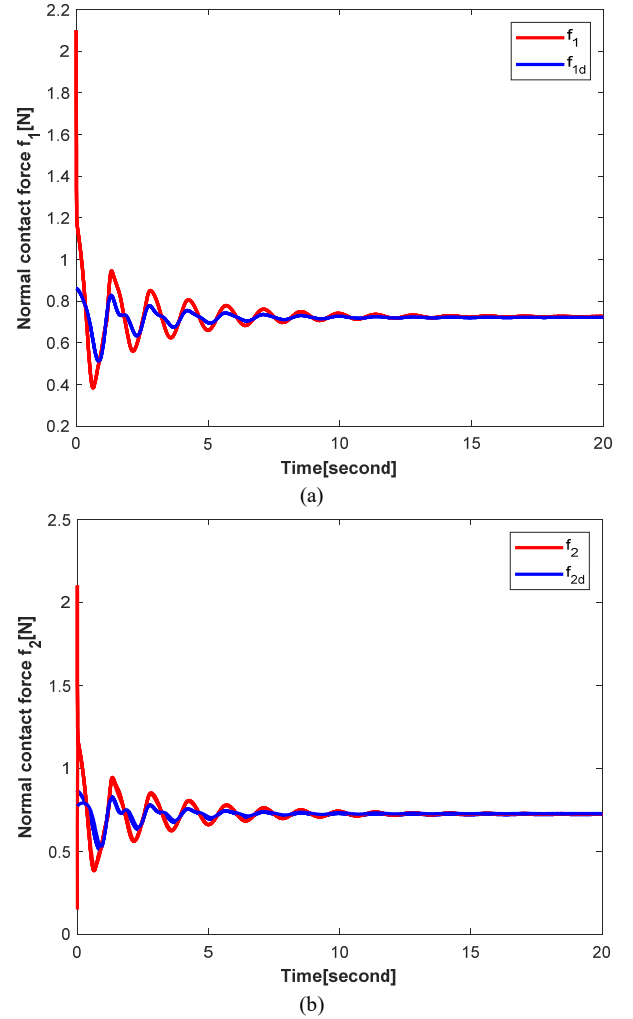 2.2
2
1.8
1.6
1.4
1.2
1
0.8
0.6
0.4
0.2
Normal contact force f1[N]
f1
f1d
0 5 10 15 20
Time[second]
(a)
2.5
2
1.5
1
0.5
0
Normal contact force f2[N]
f2
f2d
0 5 10 15 20
Time[second]
(b)